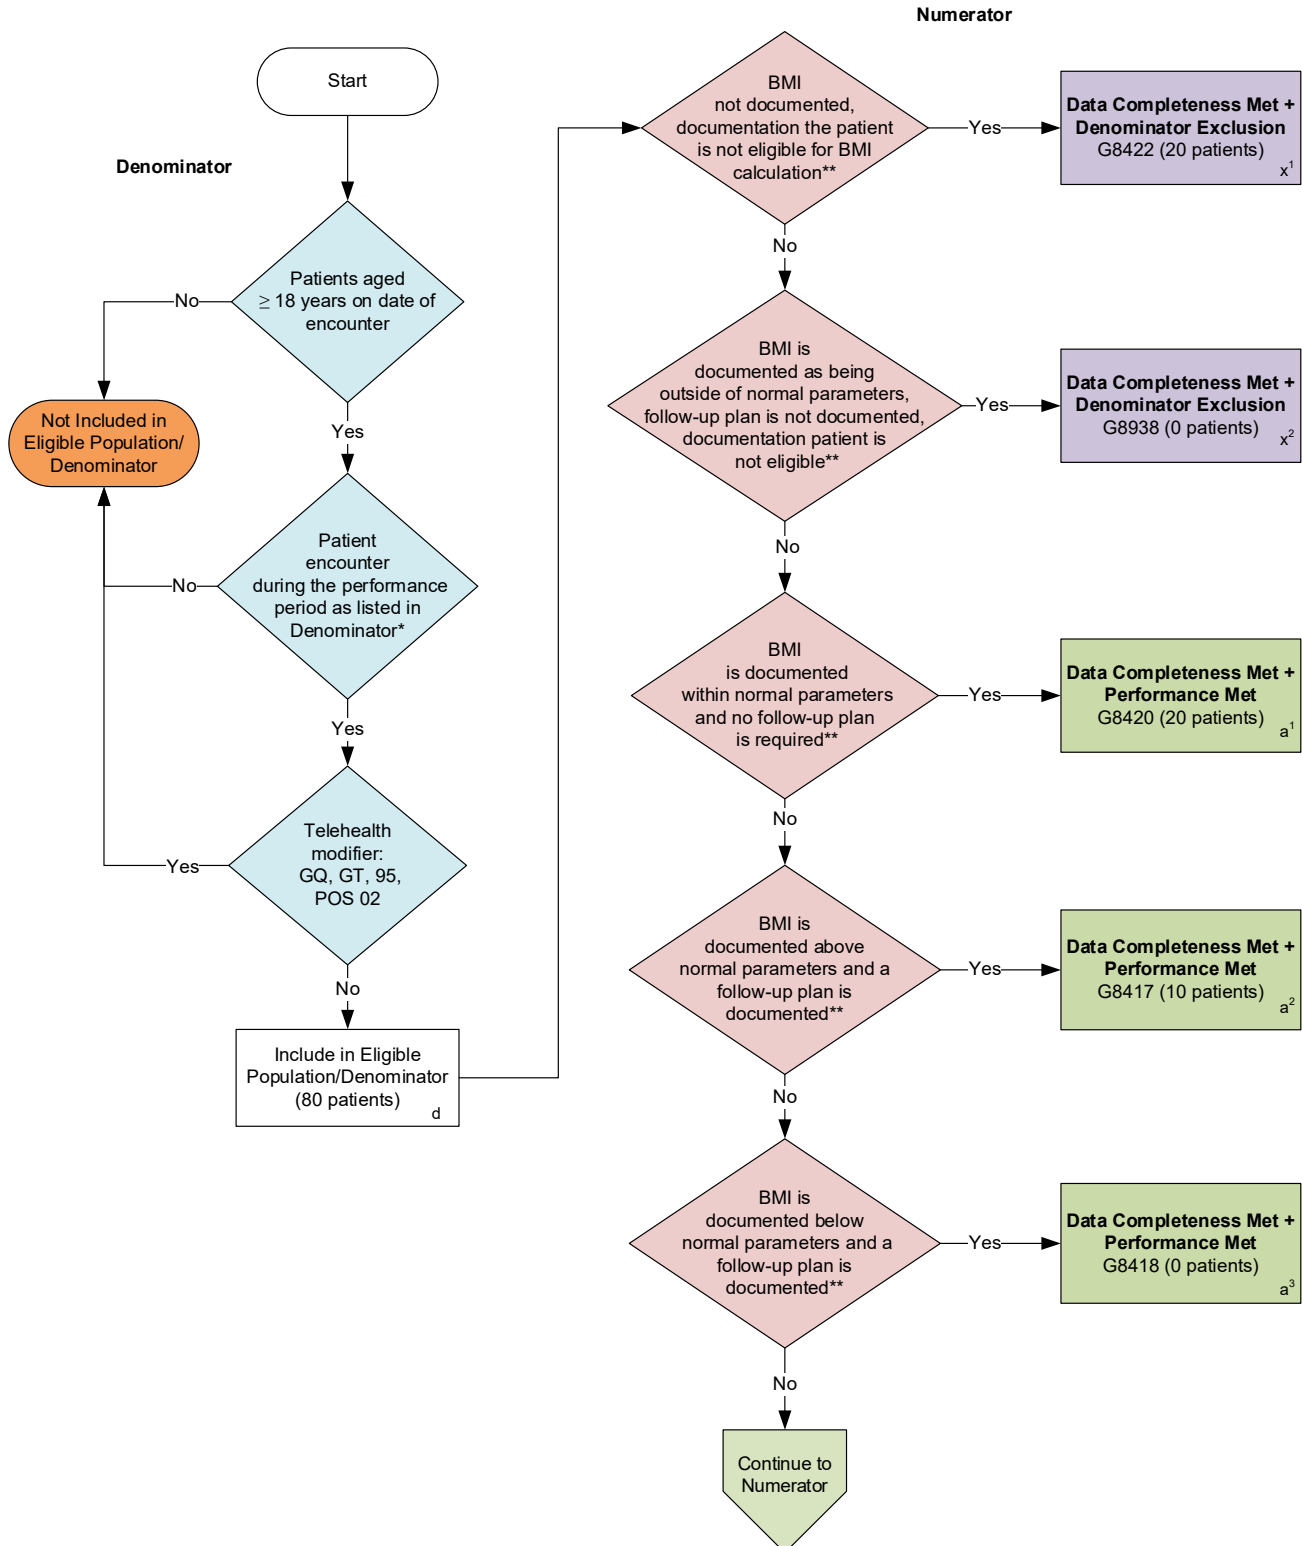 Numerator
Start
Denominator
Patients aged
≥ 18 years on date of
encounter
No
Not Included in
Eligible Population/
Denominator
Yes
Patient
encounter
during the performance
period as listed in
Denominator*
No
Yes
Telehealth
modifier:
GQ, GT, 95,
POS 02
Yes
No
Include in Eligible
Population/Denominator
(80 patients)
d
BMI
not documented,
documentation the patient
is not eligible for BMI
calculation**
Yes
Data Completeness Met +
Denominator Exclusion
G8422 (20 patients)
x¹
No
BMI is
documented as being
outside of normal parameters,
follow-up plan is not documented,
documentation patient is
not eligible**
Yes
Data Completeness Met +
Denominator Exclusion
G8938 (0 patients)
x²
No
BMI
is documented
within normal parameters
and no follow-up plan
is required**
Yes
Data Completeness Met +
Performance Met
G8420 (20 patients)
a¹
No
BMI is
documented above
normal parameters and a
follow-up plan is
documented**
Yes
Data Completeness Met +
Performance Met
G8417 (10 patients)
a²
No
BMI is
documented below
normal parameters and a
follow-up plan is
documented**
Yes
Data Completeness Met +
Performance Met
G8418 (0 patients)
a³
No
Continue to
Numerator